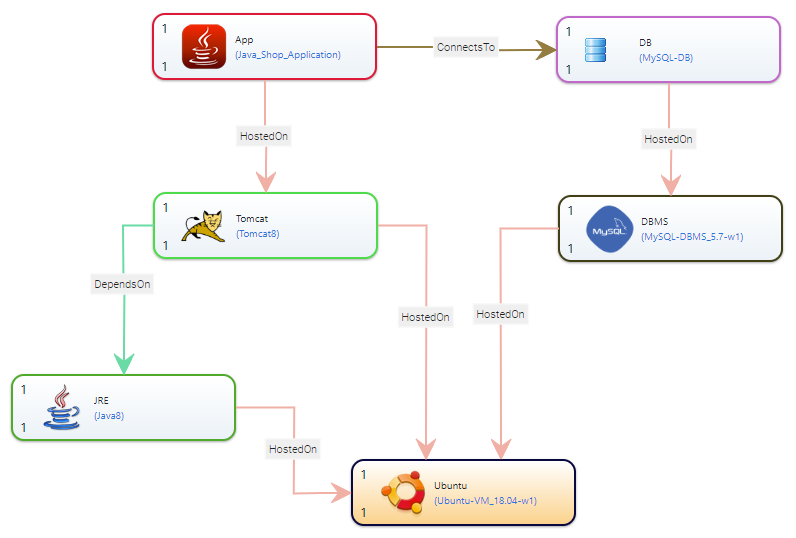 1
App
(Java_Shop_Application)
1
ConnectsTo
1
DB
(MySQL-DB)
1
HostedOn
HostedOn
1
Tomcat
(Tomcat8)
1
1
MySQL
DBMS
(MySQL-DBMS_5.7-w1)
1
DependsOn
HostedOn
HostedOn
1
JRE
(Java8)
1
HostedOn
1
Ubuntu
(Ubuntu-VM_18.04-w1)
1